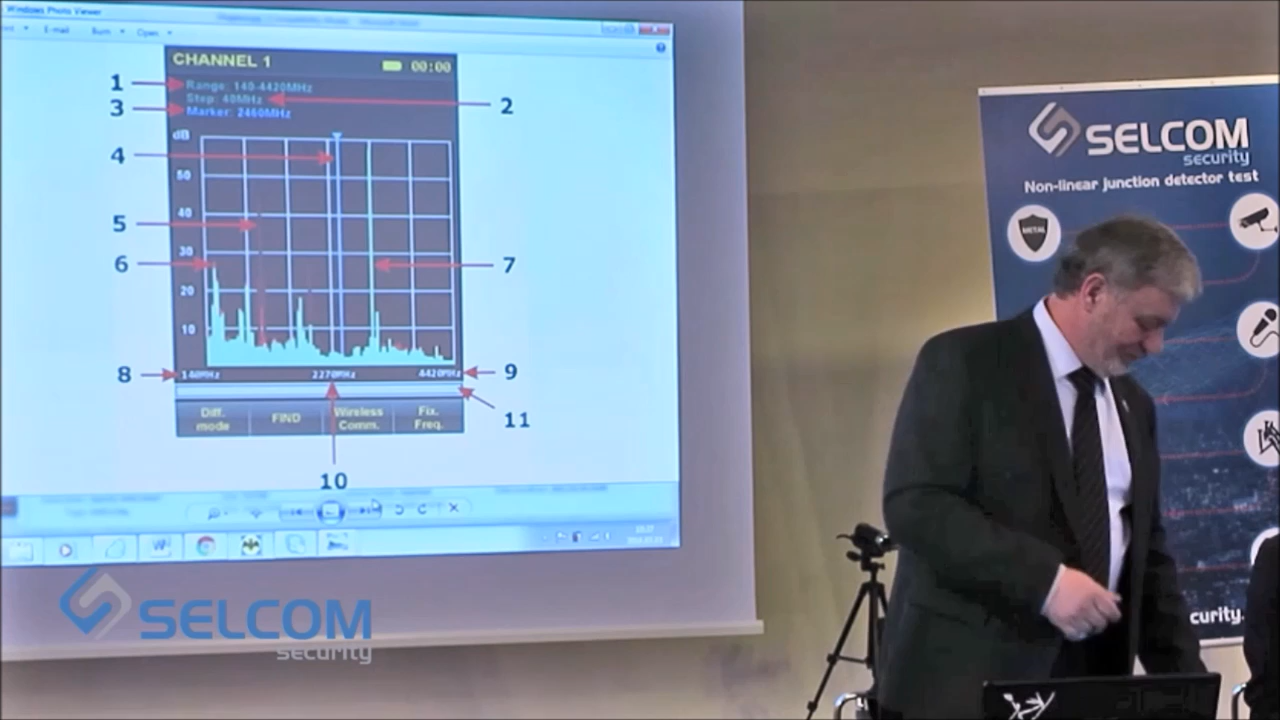 Windows Photo Viewer
E-mail
Burn
Open
CHANNEL 1
00:00
1
Range: 140-4420MHz
Step: 40MHz
2
3
Marker: 2460MHz
dB
4
50
5
40
6
30
7
20
10
8
140MHz
2270MHz
4420MHz
9
11
Diff. mode
FIND
Wireless Comm.
Fix. Freq.
10
SELCOM
security
Non-linear junction detector test
METAL
curity.
SELCOM
security